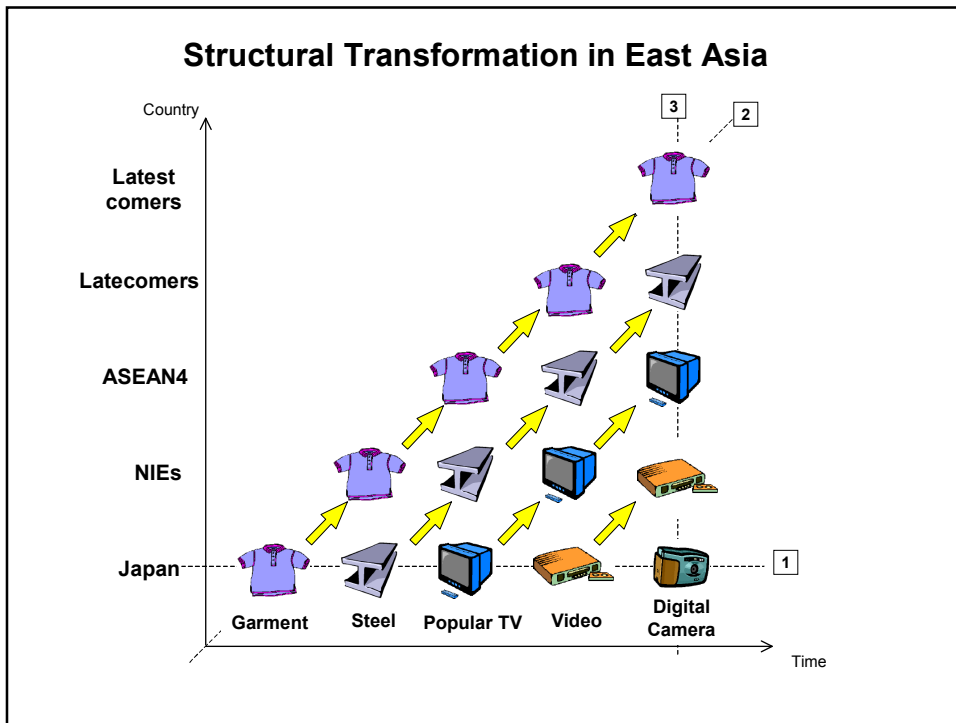 Structural Transformation in East Asia
Country
3
2
Latest
comers
Latecomers
ASEAN4
NIEs
Japan
1
Garment
Steel
Popular TV
Video
Digital
Camera
Time